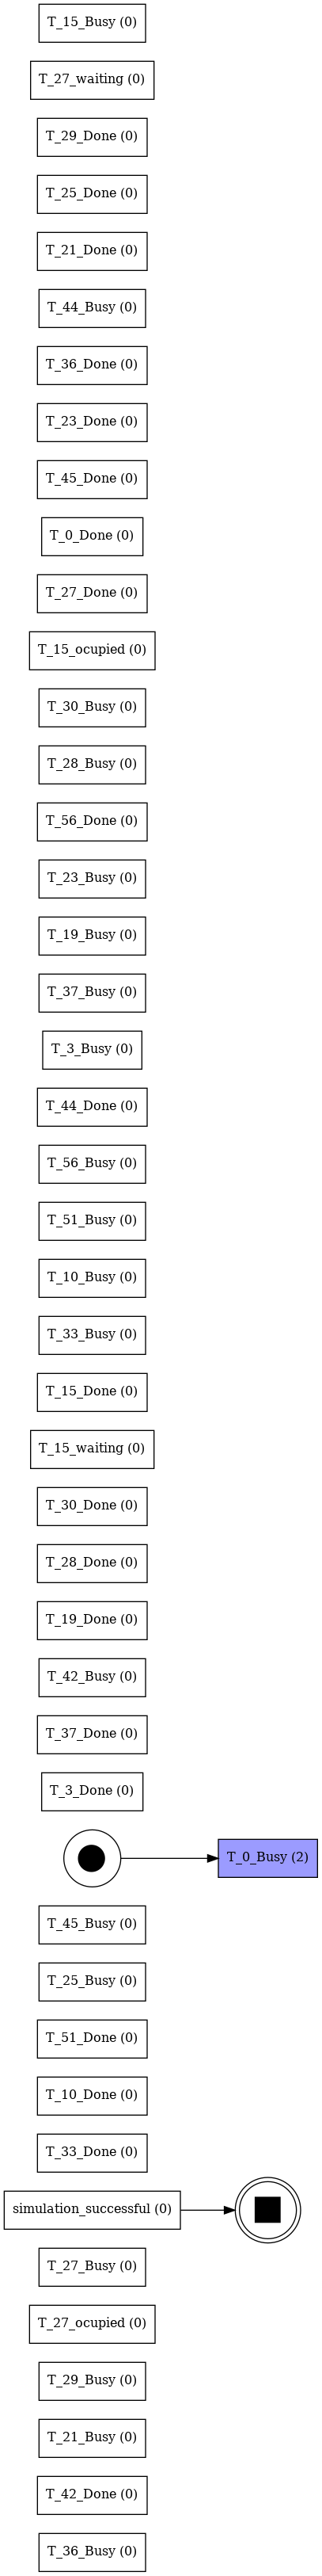 T_15_Busy (0)
T_27_waiting (0)
T_29_Done (0)
T_25_Done (0)
T_21_Done (0)
T_44_Busy (0)
T_36_Done (0)
T_23_Done (0)
T_45_Done (0)
T_0_Done (0)
T_27_Done (0)
T_15_ocupied (0)
T_30_Busy (0)
T_28_Busy (0)
T_56_Done (0)
T_23_Busy (0)
T_19_Busy (0)
T_37_Busy (0)
T_3_Busy (0)
T_44_Done (0)
T_56_Busy (0)
T_51_Busy (0)
T_10_Busy (0)
T_33_Busy (0)
T_15_Done (0)
T_15_waiting (0)
T_30_Done (0)
T_28_Done (0)
T_19_Done (0)
T_42_Busy (0)
T_37_Done (0)
T_3_Done (0)
T_0_Busy (2)
T_45_Busy (0)
T_25_Busy (0)
T_51_Done (0)
T_10_Done (0)
T_33_Done (0)
simulation_successful (0)
T_27_Busy (0)
T_27_ocupied (0)
T_29_Busy (0)
T_21_Busy (0)
T_42_Done (0)
T_36_Busy (0)